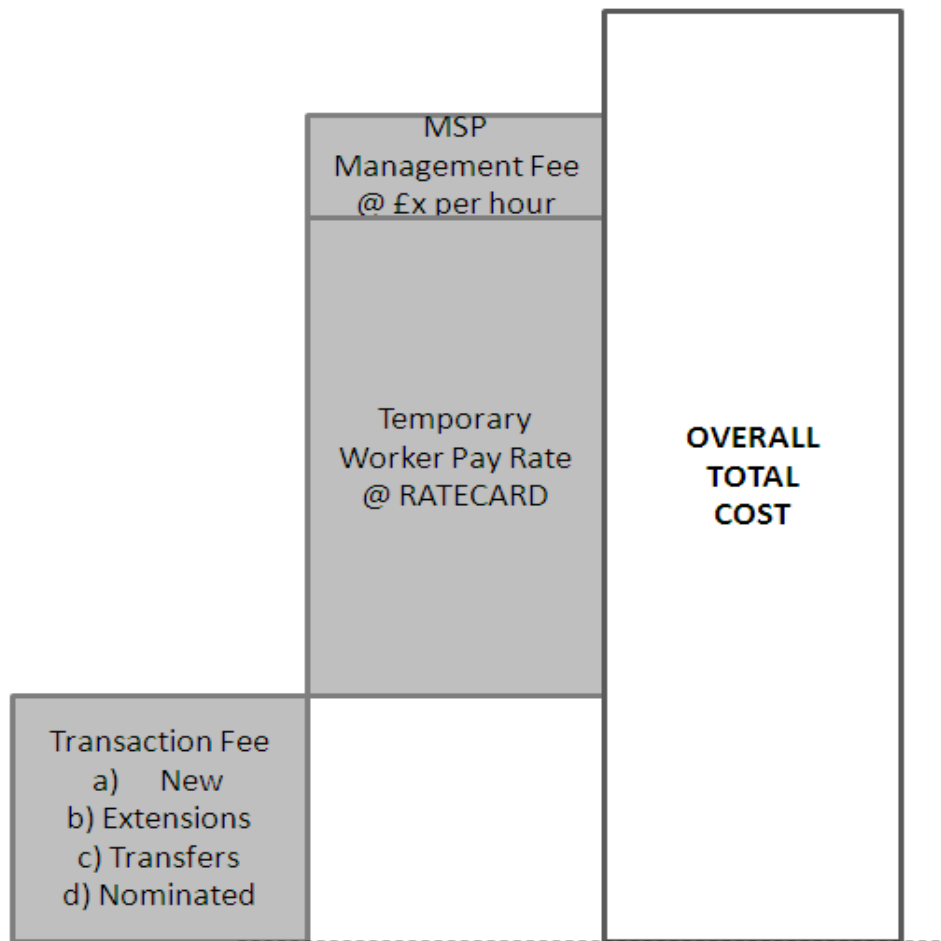 MSP
Management Fee
@ £x per hour
Temporary
Worker Pay Rate
@ RATECARD
OVERALL
TOTAL
COST
Transaction Fee
a) New
b) Extensions
c) Transfers
d) Nominated